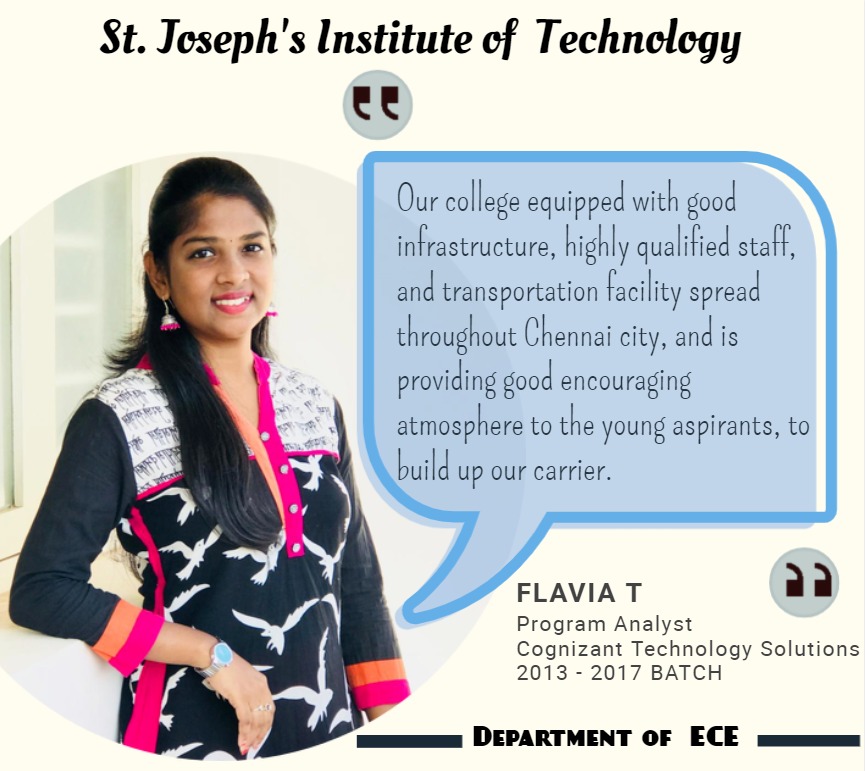 St. Joseph's Institute of Technology
Our college equipped with good
infrastructure, highly qualified staff,
and transportation facility spread
throughout Chennai city, and is
providing good encouraging
atmosphere to the young aspirants, to
build up our carrier.
FLAVIA T
Program Analyst
Cognizant Technology Solutions
2013 - 2017 BATCH
DEPARTMENT OF ECE